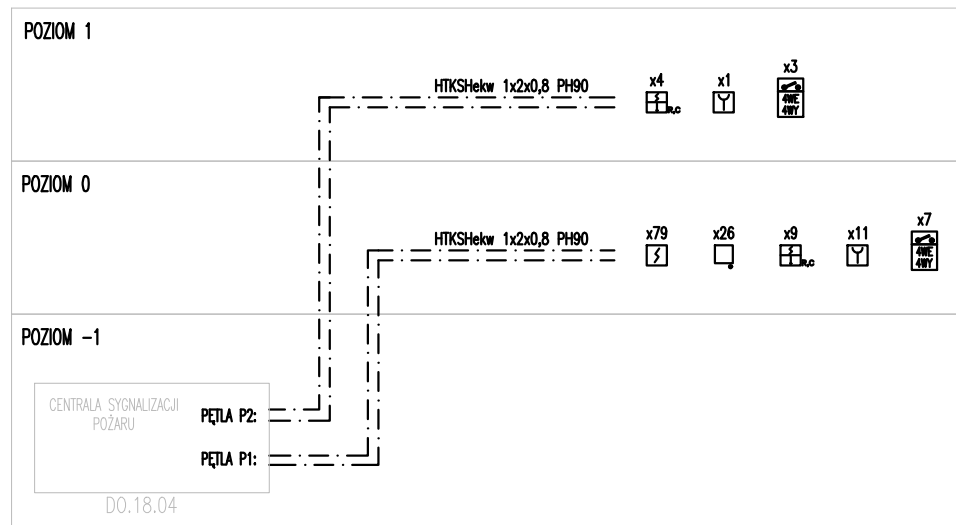 POZIOM 1
HTKSHekw 1x2x0,8 PH90
x4
x1
x3
R,C
4WE
4WY
POZIOM 0
HTKSHekw 1x2x0,8 PH90
x79
x26
x9
x11
x7
R,C
4WE
4WY
POZIOM -1
CENTRALA SYGNALIZACJI
POŻARU
PĘTLA P2:
PĘTLA P1:
DO.18.04